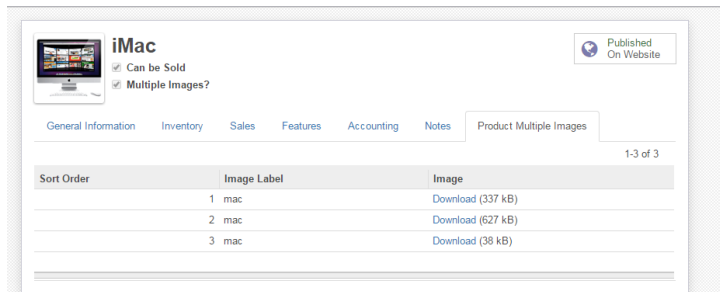 iMac
Can be Sold
Multiple Images?
Published
On Website
General Information Inventory Sales Features Accounting Notes Product Multiple Images
1-3 of 3
Sort Order Image Label Image
1 mac Download (337 kB)
2 mac Download (627 kB)
3 mac Download (38 kB)